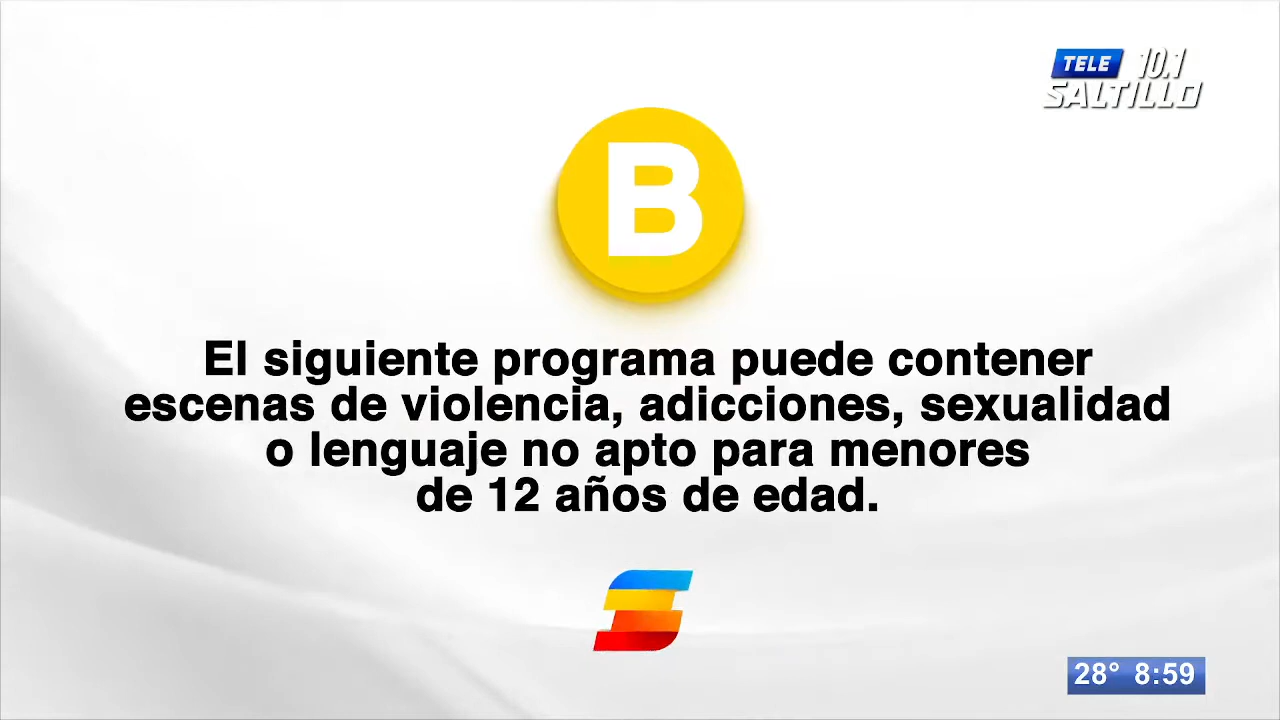 TELE 10.1
SALTILLO
B
El siguiente programa puede contener
escenas de violencia, adicciones, sexualidad
o lenguaje no apto para menores
de 12 años de edad.
S
28° 8:59